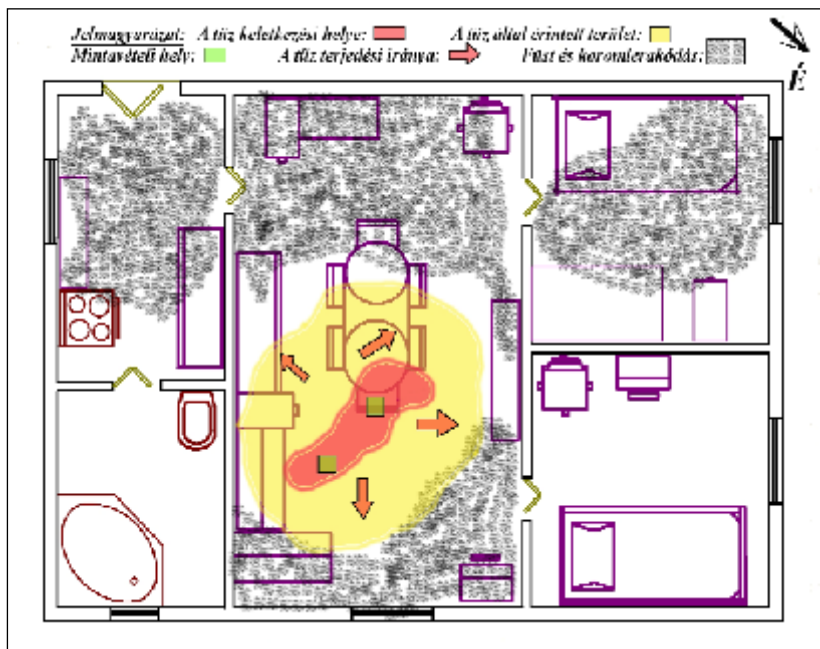 Jelmagyarázat: A tűz keletkezési helye: A tűz által érintett terület:
Mintavételi hely: A tűz terjedési iránya: Füst és koromlerakódás:
É